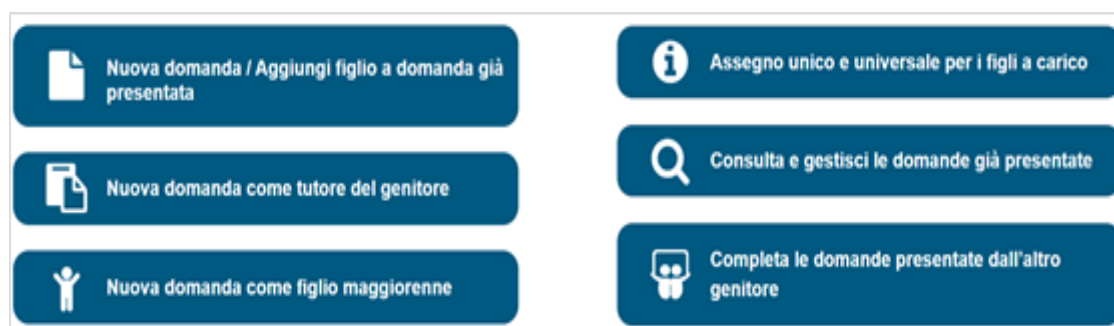 Nuova domanda / Aggiungi figlio a domanda già
presentata
Nuova domanda come tutore del genitore
Nuova domanda come figlio maggiorenne
Assegno unico e universale per i figli a carico
Consulta e gestisci le domande già presentate
Completa le domande presentate dall'altro
genitore